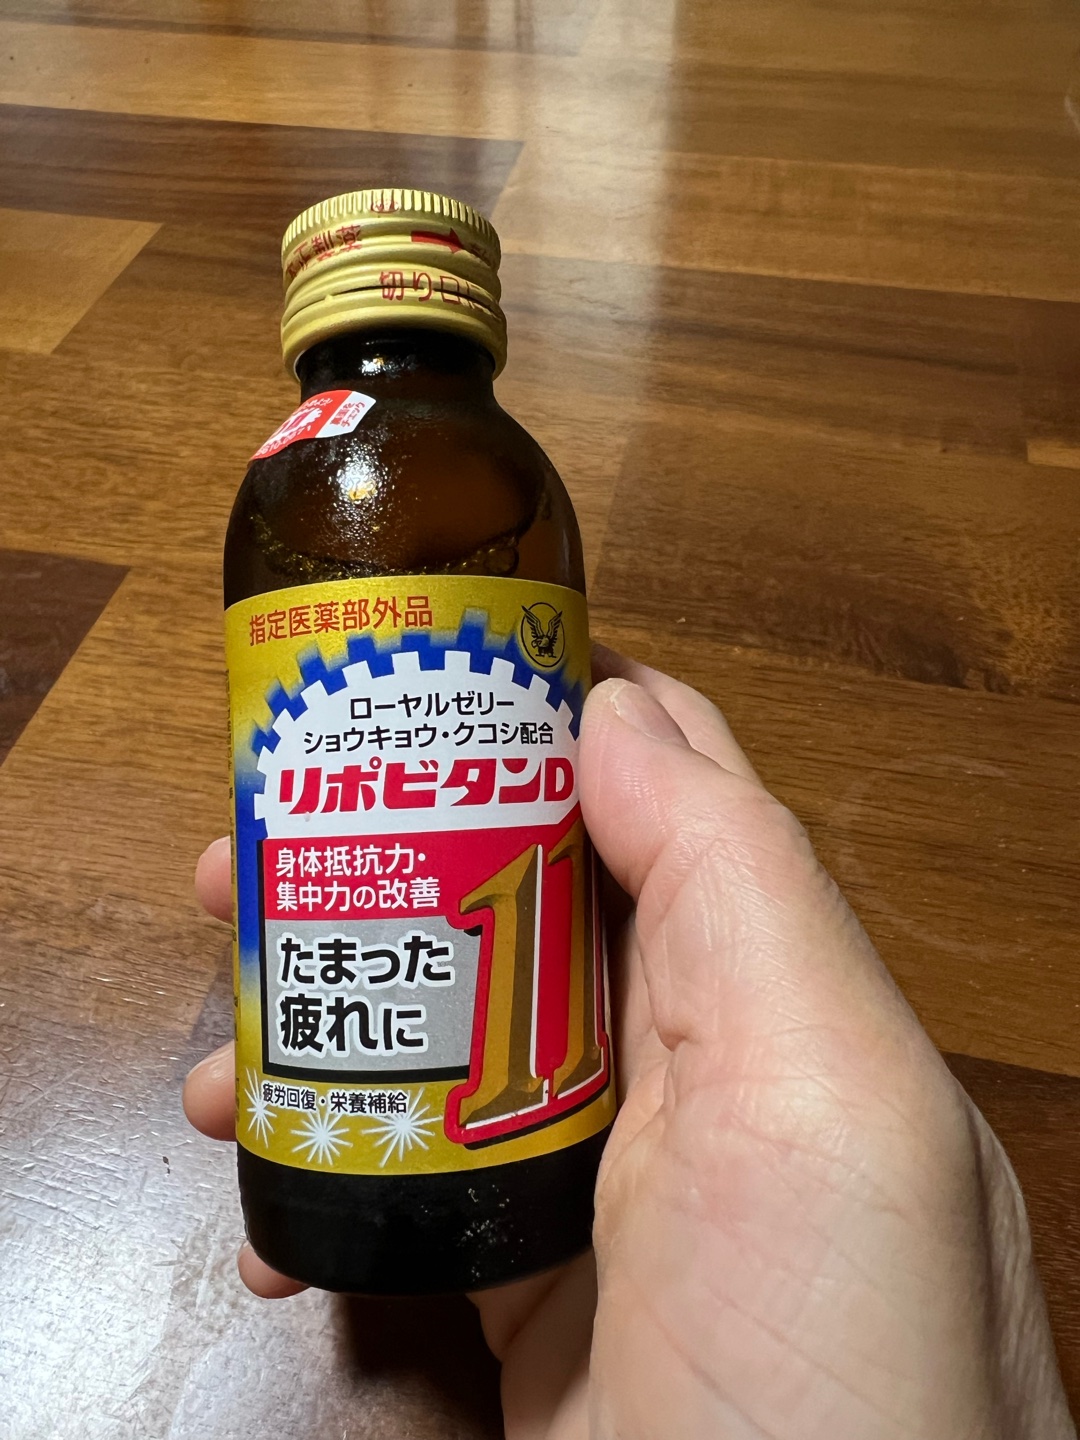 切り口
指定医薬部外品
ローヤルゼリー
ショウキョウ・クコシ配合
リポビタンD
11
身体抵抗力・
集中力の改善
たまった
疲れに
疲労回復・栄養補給